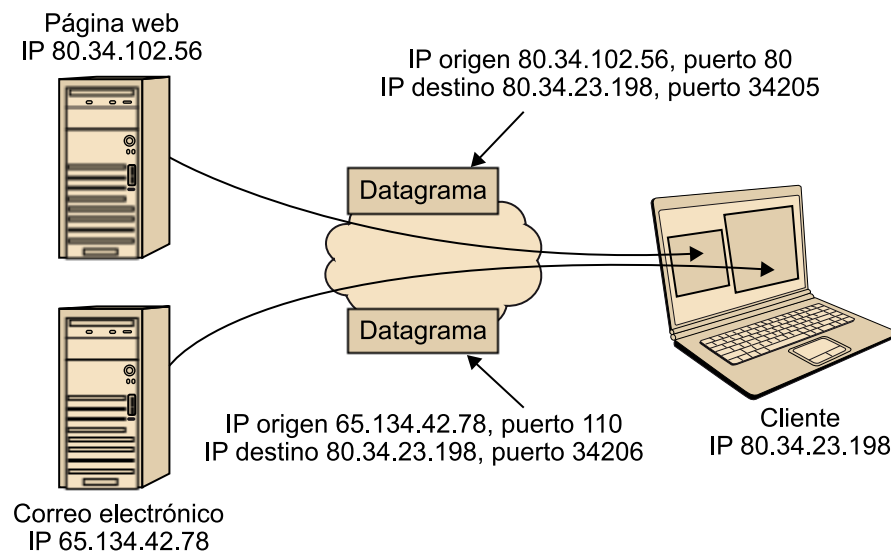 Página web
IP 80.34.102.56
IP origen 80.34.102.56, puerto 80
IP destino 80.34.23.198, puerto 34205
Datagrama
Datagrama
IP origen 65.134.42.78, puerto 110
IP destino 80.34.23.198, puerto 34206
Cliente
IP 80.34.23.198
Correo electrónico
IP 65.134.42.78